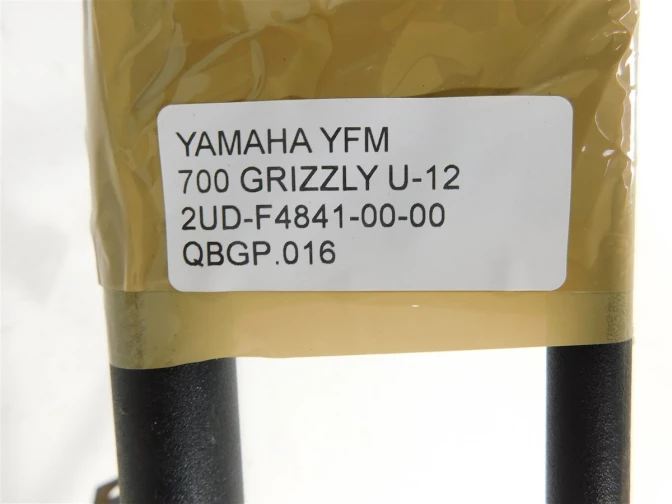 YAMAHA YFM
700 GRIZZLY U-12
2UD-F4841-00-00
QBGP.016